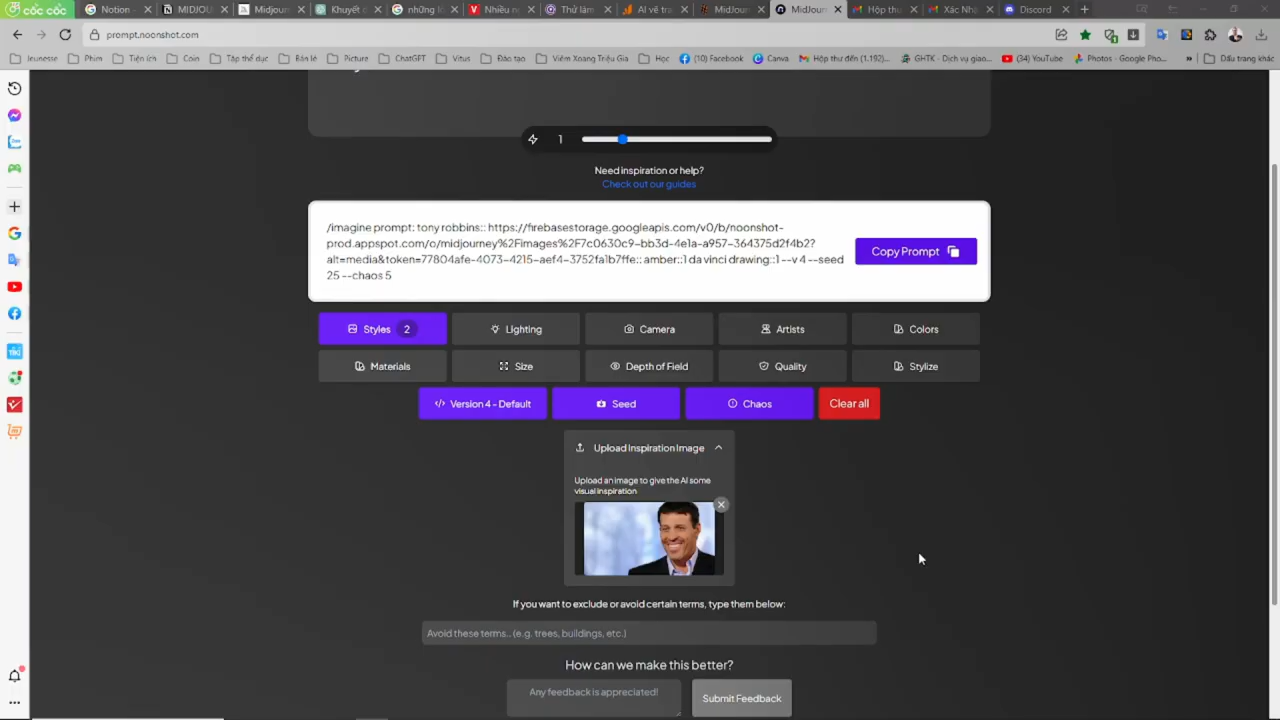 cốc cốc
Notion -
MIDJOU
Midjourn
Khuyết d
những lỗ
Nhiều n
Thử làm
AI vẽ tra
MidJour
MidJourn
Hộp thư
Xác Nhậ
Discord
prompt.noonshot.com
Jeunesse
Phim
Tiện ích
Coin
Tập thể dục
Bán lẻ
Picture
ChatGPT
Vitus
Đào tạo
Viêm Xoang Triệu Gia
Học
(10) Facebook
Canva
Hộp thư đến (1.192)...
GHTK - Dịch vụ giao...
(34) YouTube
Photos - Google Pho...
»
Dấu trang khác
1
Need inspiration or help?
Check out our guides
/imagine prompt: tony robbins:: https://firebasestorage.googleapis.com/v0/b/noonshot-
prod.appspot.com/o/midjourney%2Fimages%2F7c0630c9-bb3d-4e1a-a957-364375d2f4b2?
alt=media&token=77804afe-4073-4215-aef4-3752fa1b7ffe:: amber::1 da vinci drawing::1 --v 4 --seed
25 --chaos 5
Copy Prompt
Styles 2
Lighting
Camera
Artists
Colors
Materials
Size
Depth of Field
Quality
Stylize
Version 4 - Default
Seed
Chaos
Clear all
Upload Inspiration Image
Upload an image to give the AI some
visual inspiration
If you want to exclude or avoid certain terms, type them below:
Avoid these terms.. (e.g. trees, buildings, etc.)
How can we make this better?
Any feedback is appreciated!
Submit Feedback